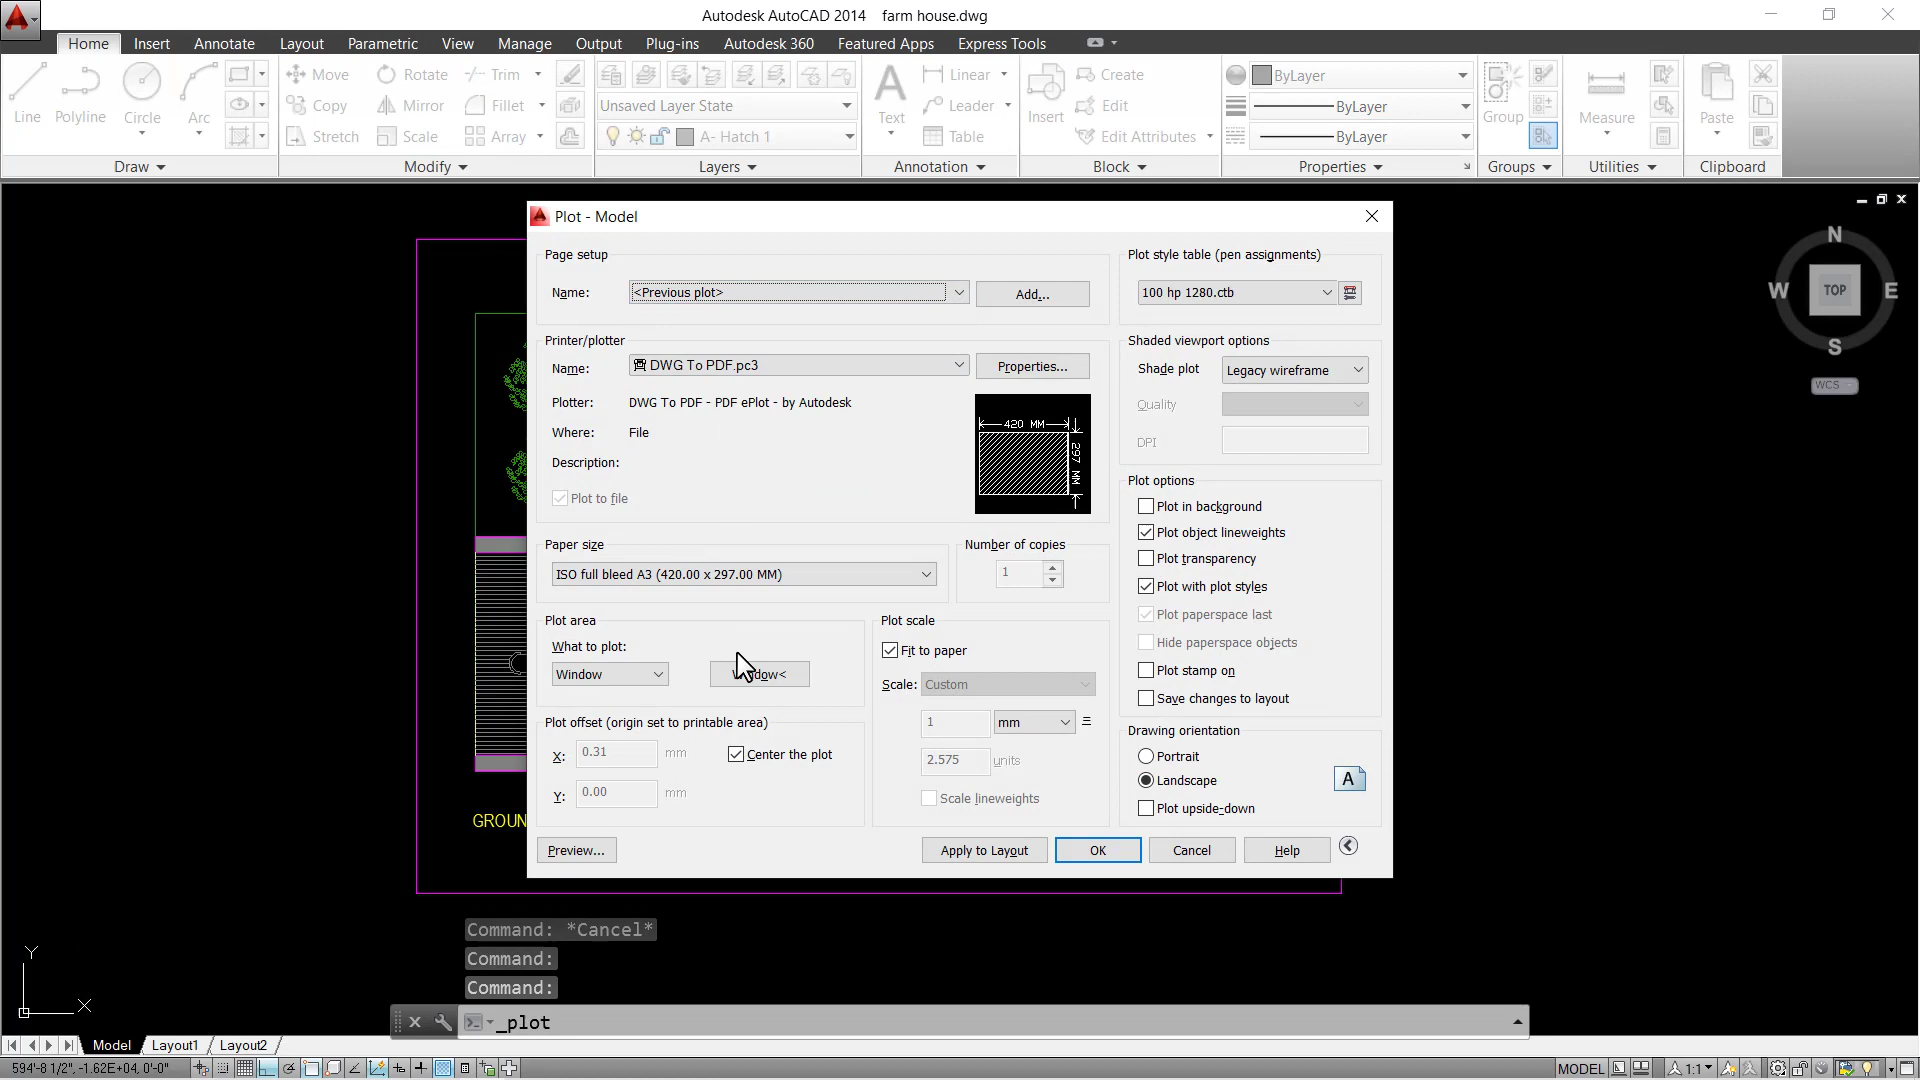 Autodesk AutoCAD 2014 farm house.dwg
Home Insert Annotate Layout Parametric View Manage Output Plug-ins Autodesk 360 Featured Apps Express Tools
Line Polyline Circle Arc
Move Rotate Trim
Copy Mirror Fillet
Stretch Scale Array
Unsaved Layer State
A- Hatch 1
Text Linear
Leader
Table
Insert Create
Edit
Edit Attributes
ByLayer
ByLayer
ByLayer
Group Measure Paste
Draw Modify Layers Annotation Block Properties Groups Utilities Clipboard
Plot - Model
Page setup
Name: <Previous plot> Add...
Printer/plotter
Name: DWG To PDF.pc3 Properties...
Plotter: DWG To PDF - PDF ePlot - by Autodesk
Where: File
Description:
Plot to file
420 MM
297 MM
Paper size
ISO full bleed A3 (420.00 x 297.00 MM)
Number of copies
1
Plot area
What to plot:
Window
Plot offset (origin set to printable area)
X: 0.31 mm Center the plot
Y: 0.00 mm
Plot scale
Fit to paper
Scale: Custom
1 mm =
2.575 units
Scale lineweights
Plot style table (pen assignments)
100 hp 1280.ctb
Shaded viewport options
Shade plot Legacy wireframe
Quality
DPI
Plot options
Plot in background
Plot object lineweights
Plot transparency
Plot with plot styles
Plot paperspace last
Hide paperspace objects
Plot stamp on
Save changes to layout
Drawing orientation
Portrait
Landscape
A
Plot upside-down
Preview... Apply to Layout OK Cancel Help
N
W TOP E
S
WCS
GROUN
Command: *Cancel*
Command:
Command:
_plot
Y
X
Model Layout1 Layout2
594'-8 1/2", -1.62E+04, 0'-0" MODEL 1:1